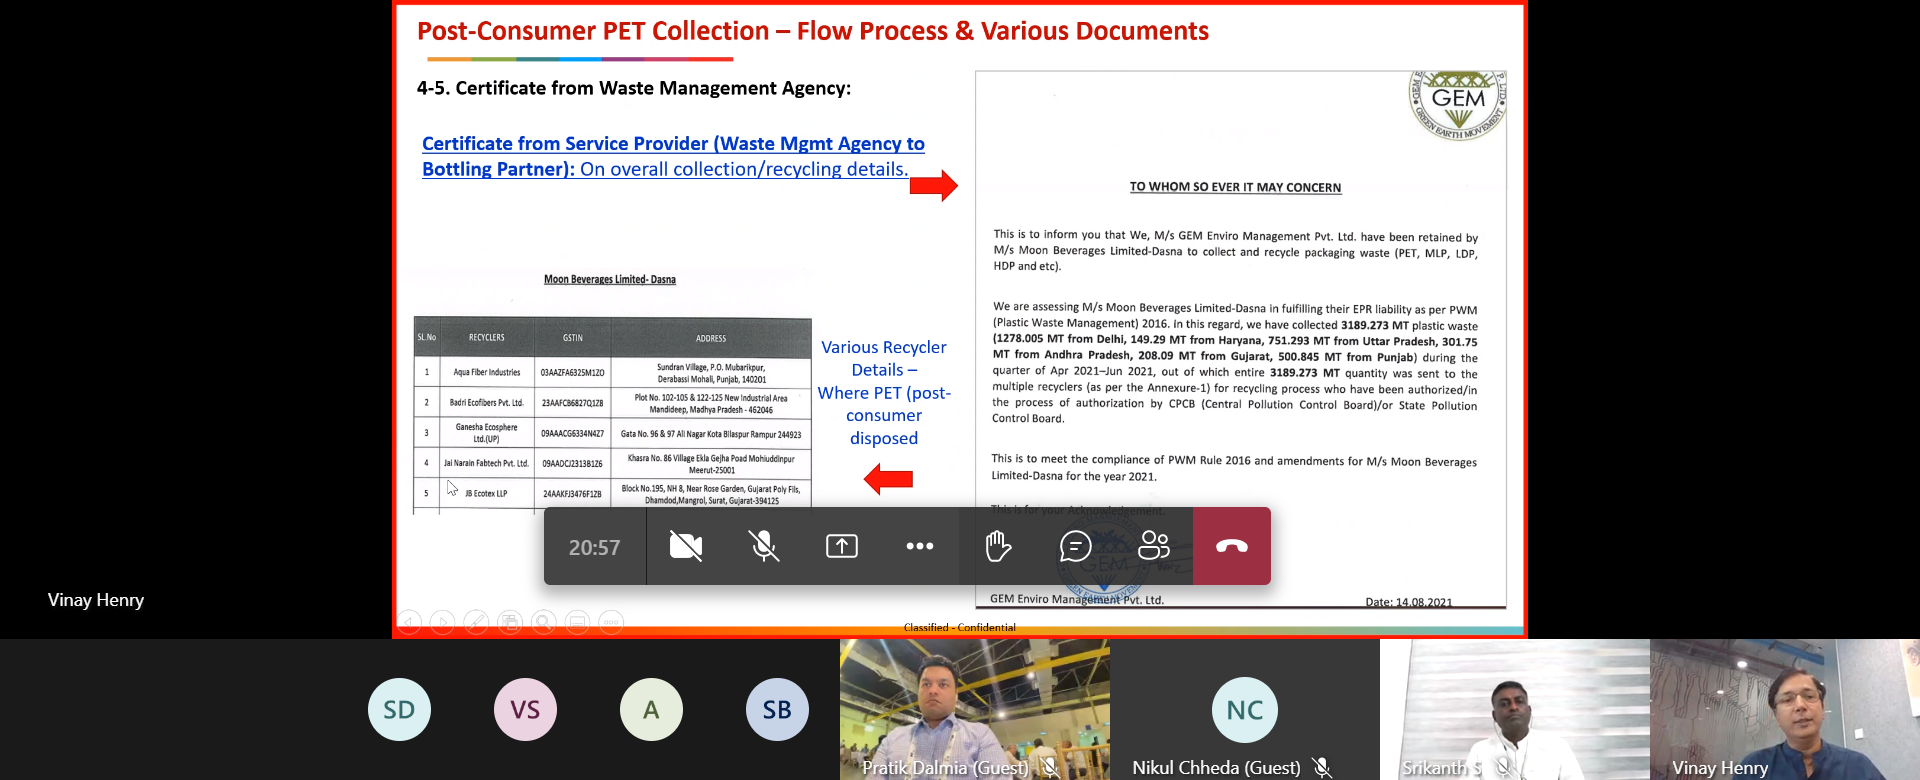 Post-Consumer PET Collection – Flow Process & Various Documents
4-5. Certificate from Waste Management Agency:
Certificate from Service Provider (Waste Mgmt Agency to
Bottling Partner): On overall collection/recycling details.
Moon Beverages Limited- Dasna
SL.No RECYCLERS GSTIN ADDRESS
1 Aqua Fiber Industries 03AAZFA6325M1ZO Sundran Village, P.O. Mubarikpur,
Derabassi Mohali, Punjab, 140201
2 Badri Ecofibers Pvt. Ltd. 23AAFCB6827Q1ZB Plot No. 102-105 & 122-125 New Industrial Area
Mandideep, Madhya Pradesh - 462046
3 Ganesha Ecosphere
Ltd.(UP) 09AAACG6334N4Z7 Gata No. 96 & 97 Ali Nagar Kota Bilaspur Rampur 244923
4 Jai Narain Fabtech Pvt. Ltd. 09AADCJ2313B1Z6 Khasra No. 86 Village Ekla Gejha Poad Mohiuddinpur
Meerut-25001
5 JB Ecotex LLP 24AAKFJ3476F1ZB Block No.195, NH 8, Near Rose Garden, Gujarat Poly Fils,
Dhamdod,Mangrol, Surat, Gujarat-394125
Various Recycler
Details –
Where PET (post-
consumer
disposed
GEM
GREEN EARTH MOVEMENT
P. LTD.
TO WHOM SO EVER IT MAY CONCERN
This is to inform you that We, M/s GEM Enviro Management Pvt. Ltd. have been retained by
M/s Moon Beverages Limited-Dasna to collect and recycle packaging waste (PET, MLP, LDP,
HDP and etc).
We are assessing M/s Moon Beverages Limited-Dasna in fulfilling their EPR liability as per PWM
(Plastic Waste Management) 2016. In this regard, we have collected 3189.273 MT plastic waste
(1278.005 MT from Delhi, 149.29 MT from Haryana, 751.293 MT from Uttar Pradesh, 301.75
MT from Andhra Pradesh, 208.09 MT from Gujarat, 500.845 MT from Punjab) during the
quarter of Apr 2021–Jun 2021, out of which entire 3189.273 MT quantity was sent to the
multiple recyclers (as per the Annexure-1) for recycling process who have been authorized/in
the process of authorization by CPCB (Central Pollution Control Board)/or State Pollution
Control Board.
This is to meet the compliance of PWM Rule 2016 and amendments for M/s Moon Beverages
Limited-Dasna for the year 2021.
This is for your Acknowledgement.
GEM
GEM Enviro Management Pvt. Ltd.
Date: 14.08.2021
20:57
Classified - Confidential
Vinay Henry
SD
VS
A
SB
Pratik Dalmia (Guest)
NC
Nikul Chheda (Guest)
Srikanth S
Vinay Henry